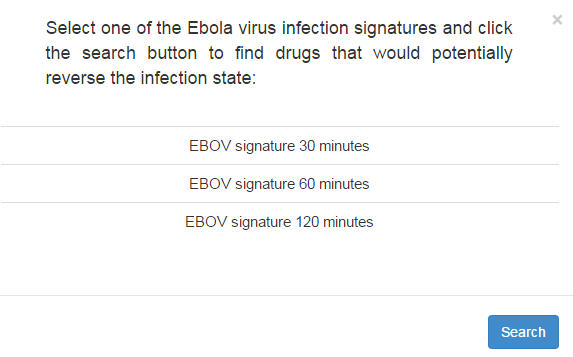 Select one of the Ebola virus infection signatures and click
the search button to find drugs that would potentially
reverse the infection state:
×
EBOV signature 30 minutes
EBOV signature 60 minutes
EBOV signature 120 minutes
Search